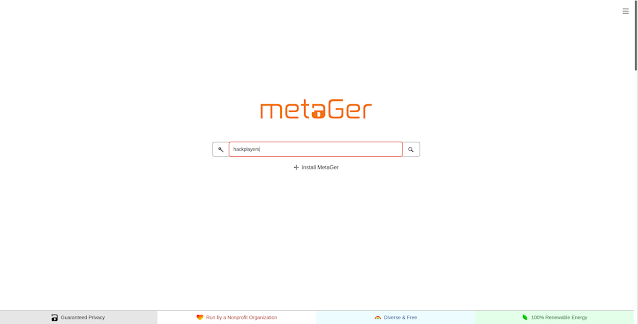 metaGer
hackplayers
Install MetaGer
Guaranteed Privacy
Run by a Nonprofit Organization
Diverse & Free
100% Renewable Energy